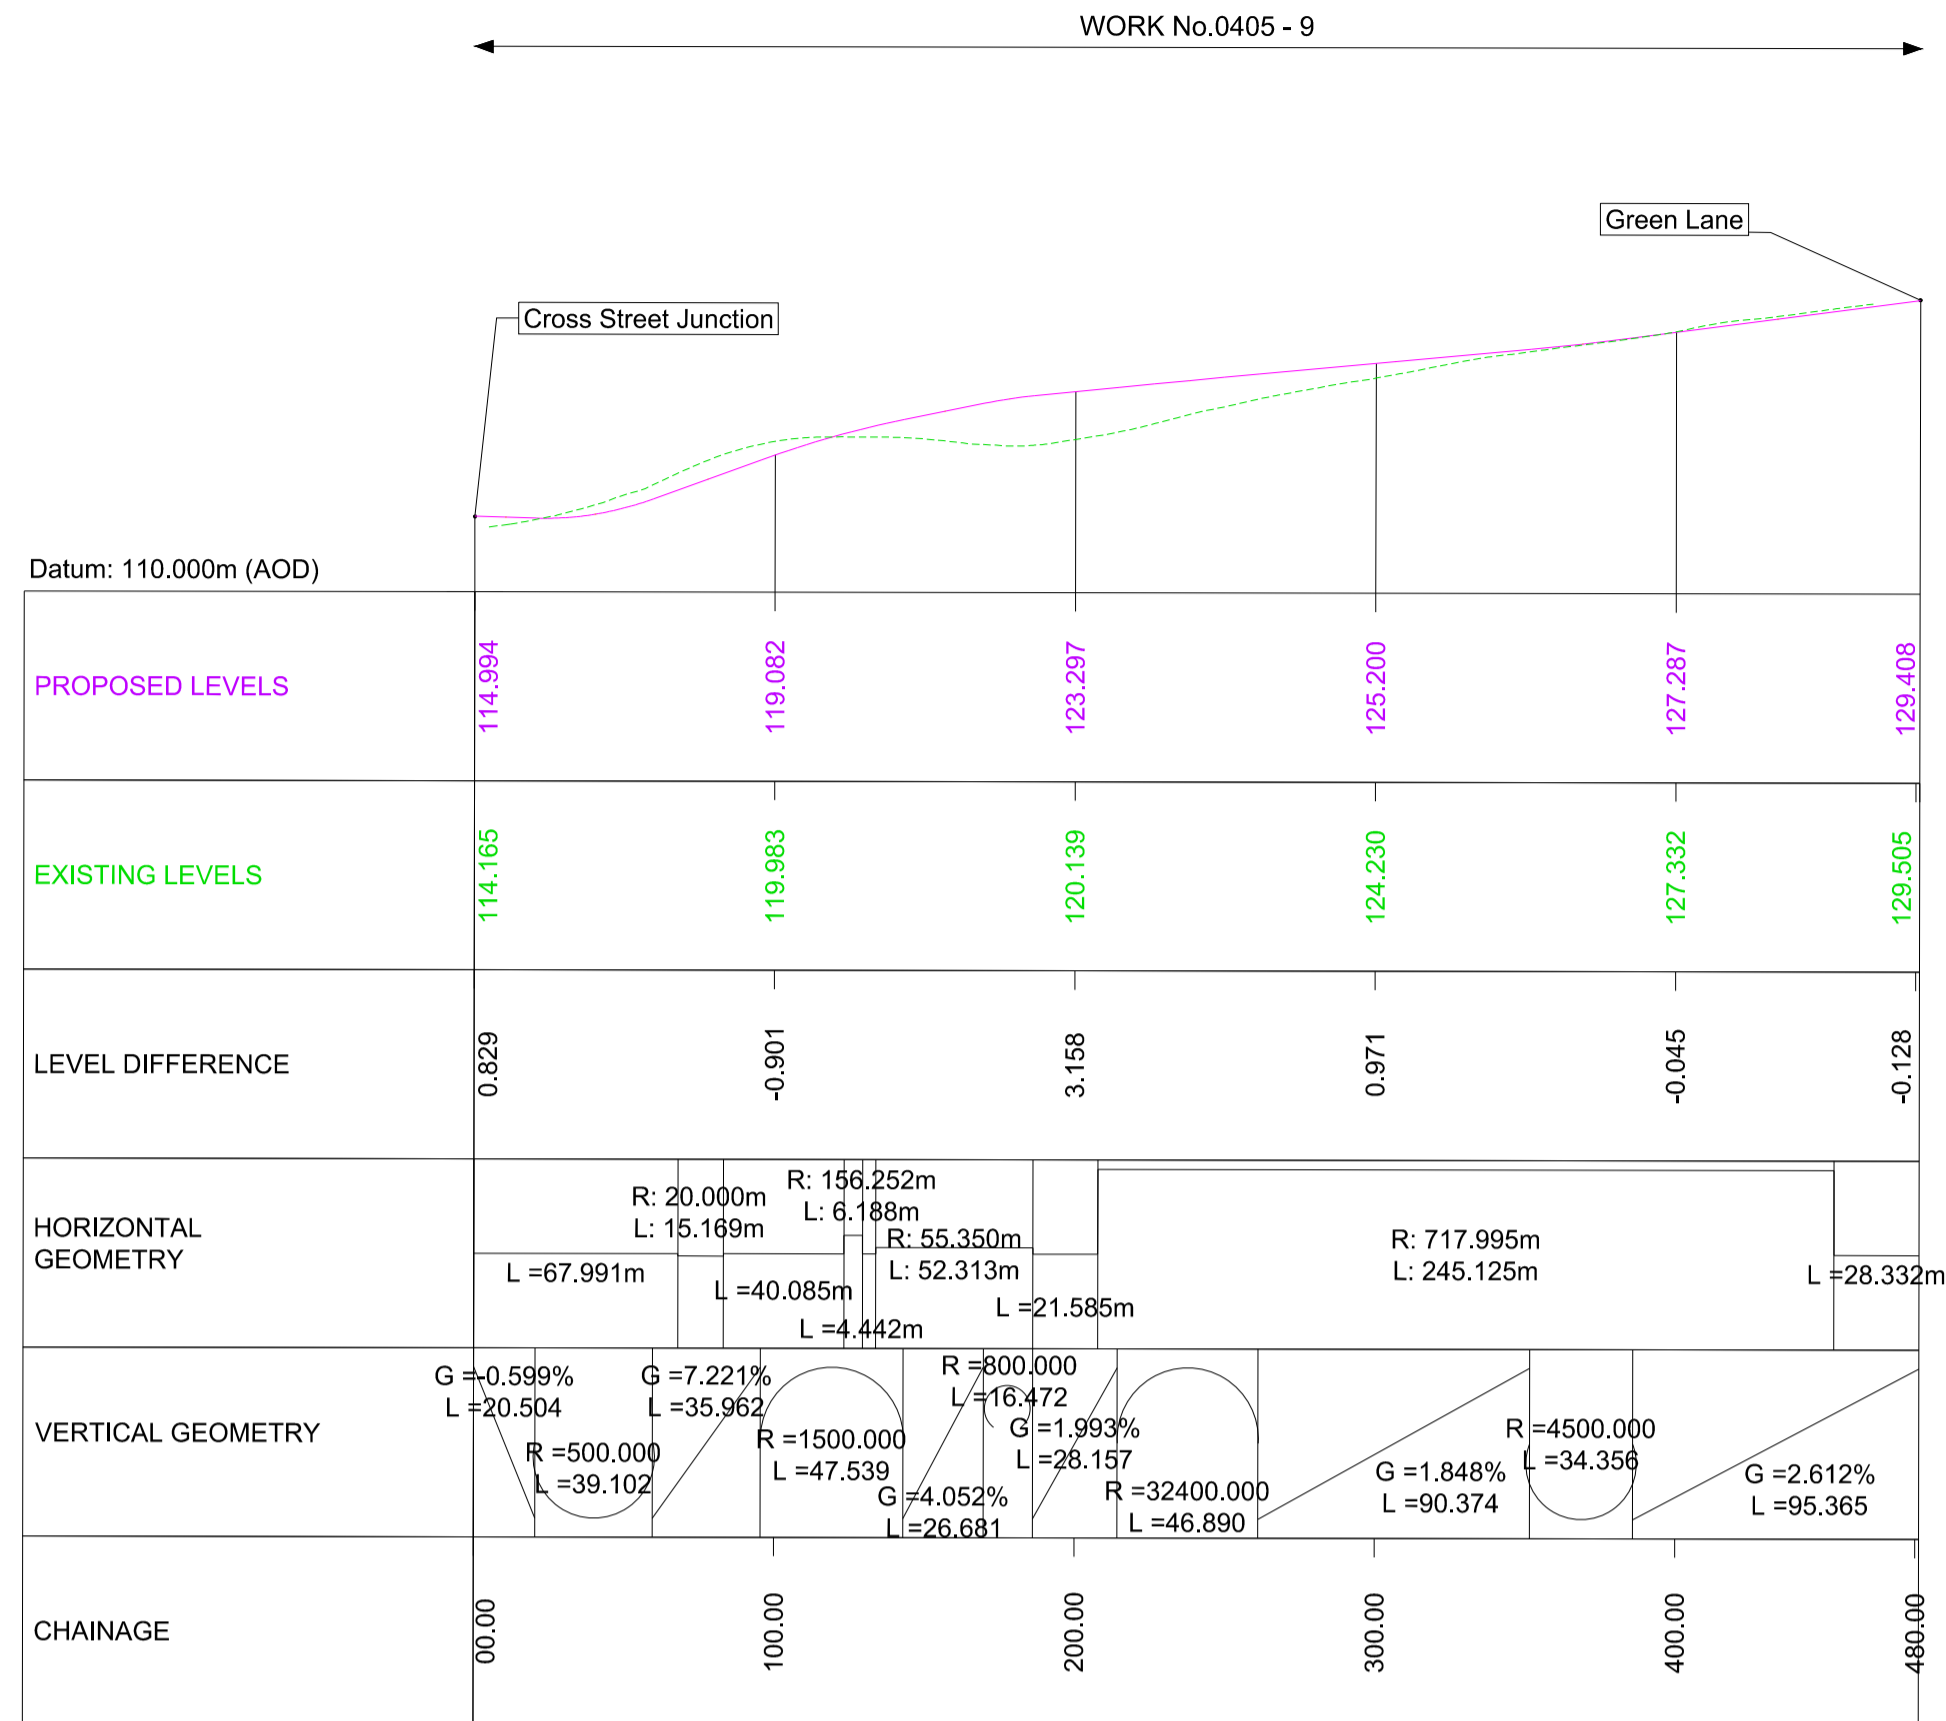 WORK No.0405 - 9
Green Lane
Cross Street Junction
Datum: 110.000m (AOD)
PROPOSED LEVELS
114.994
119.082
123.297
125.200
127.287
129.408
EXISTING LEVELS
114.165
119.983
120.139
124.230
127.332
129.505
LEVEL DIFFERENCE
0.829
-0.901
3.158
0.971
-0.045
-0.128
HORIZONTAL
GEOMETRY
L =67.991m
R: 20.000m
L: 15.169m
L =40.085m
R: 156.252m
L: 6.188m
L =4.442m
R: 55.350m
L: 52.313m
L =21.585m
R: 717.995m
L: 245.125m
L =28.332m
VERTICAL GEOMETRY
G =-0.599%
L =20.504
R =500.000
L =39.102
G =7.221%
L =35.962
R =1500.000
L =47.539
G =4.052%
L =26.681
R =800.000
L =16.472
G =1.993%
L =28.157
R =32400.000
L =46.890
G =1.848%
L =90.374
R =4500.000
L =34.356
G =2.612%
L =95.365
CHAINAGE
00.00
100.00
200.00
300.00
400.00
480.00